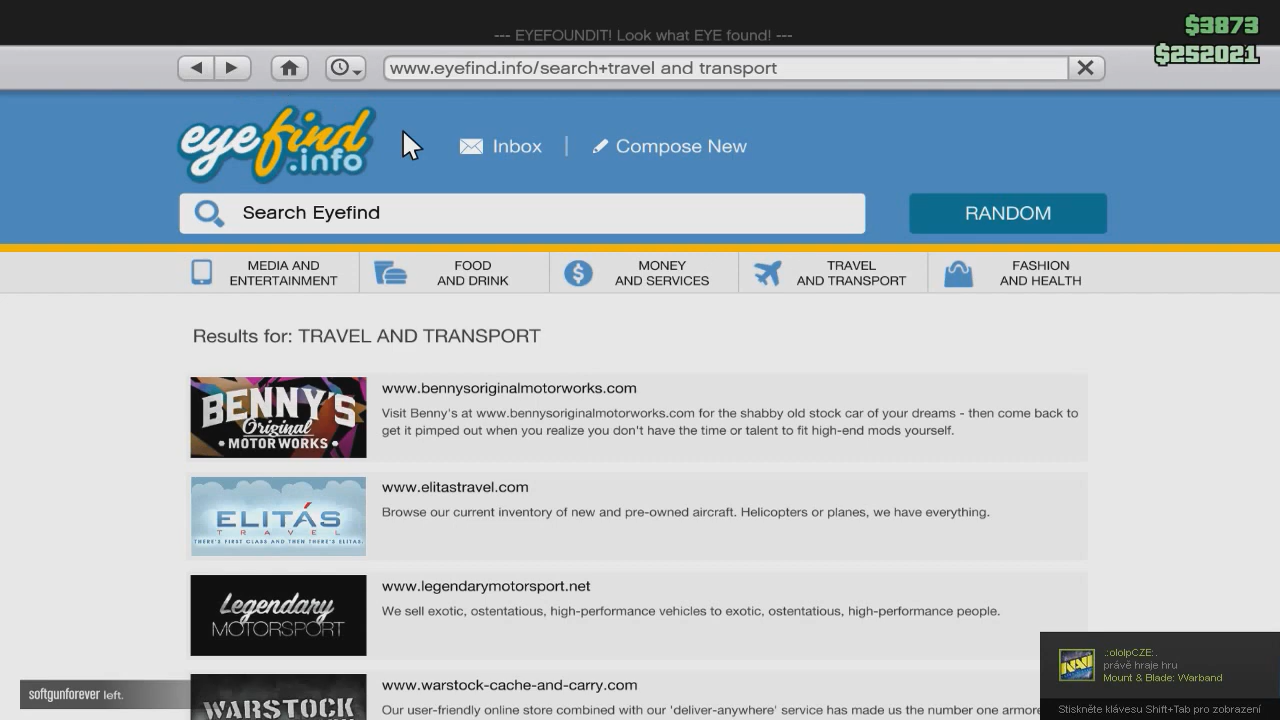 --- EYEFOUNDIT! Look what EYE found! ---
$3873
$252021
www.eyefind.info/search+travel and transport
eyefind
.info
Inbox
Compose New
Search Eyefind
RANDOM
MEDIA AND
ENTERTAINMENT
FOOD
AND DRINK
MONEY
AND SERVICES
TRAVEL
AND TRANSPORT
FASHION
AND HEALTH
Results for: TRAVEL AND TRANSPORT
BENNY'S
Original
MOTOR WORKS
www.bennysoriginalmotorworks.com
Visit Benny's at www.bennysoriginalmotorworks.com for the shabby old stock car of your dreams - then come back to
get it pimped out when you realize you don't have the time or talent to fit high-end mods yourself.
ELITÁS
TRAVEL
THERE'S FIRST CLASS AND THEN THERE'S ELITAS.
www.elitastravel.com
Browse our current inventory of new and pre-owned aircraft. Helicopters or planes, we have everything.
Legendary
MOTORSPORT
www.legendarymotorsport.net
We sell exotic, ostentatious, high-performance vehicles to exotic, ostentatious, high-performance people.
WARSTOCK
www.warstock-cache-and-carry.com
Our user-friendly online store combined with our 'deliver-anywhere' service has made us the number one armore
softgunforever left.
.:ololpCZE:.
právě hraje hru
Mount & Blade: Warband
Stiskněte klávesu Shift+Tab pro zobrazení